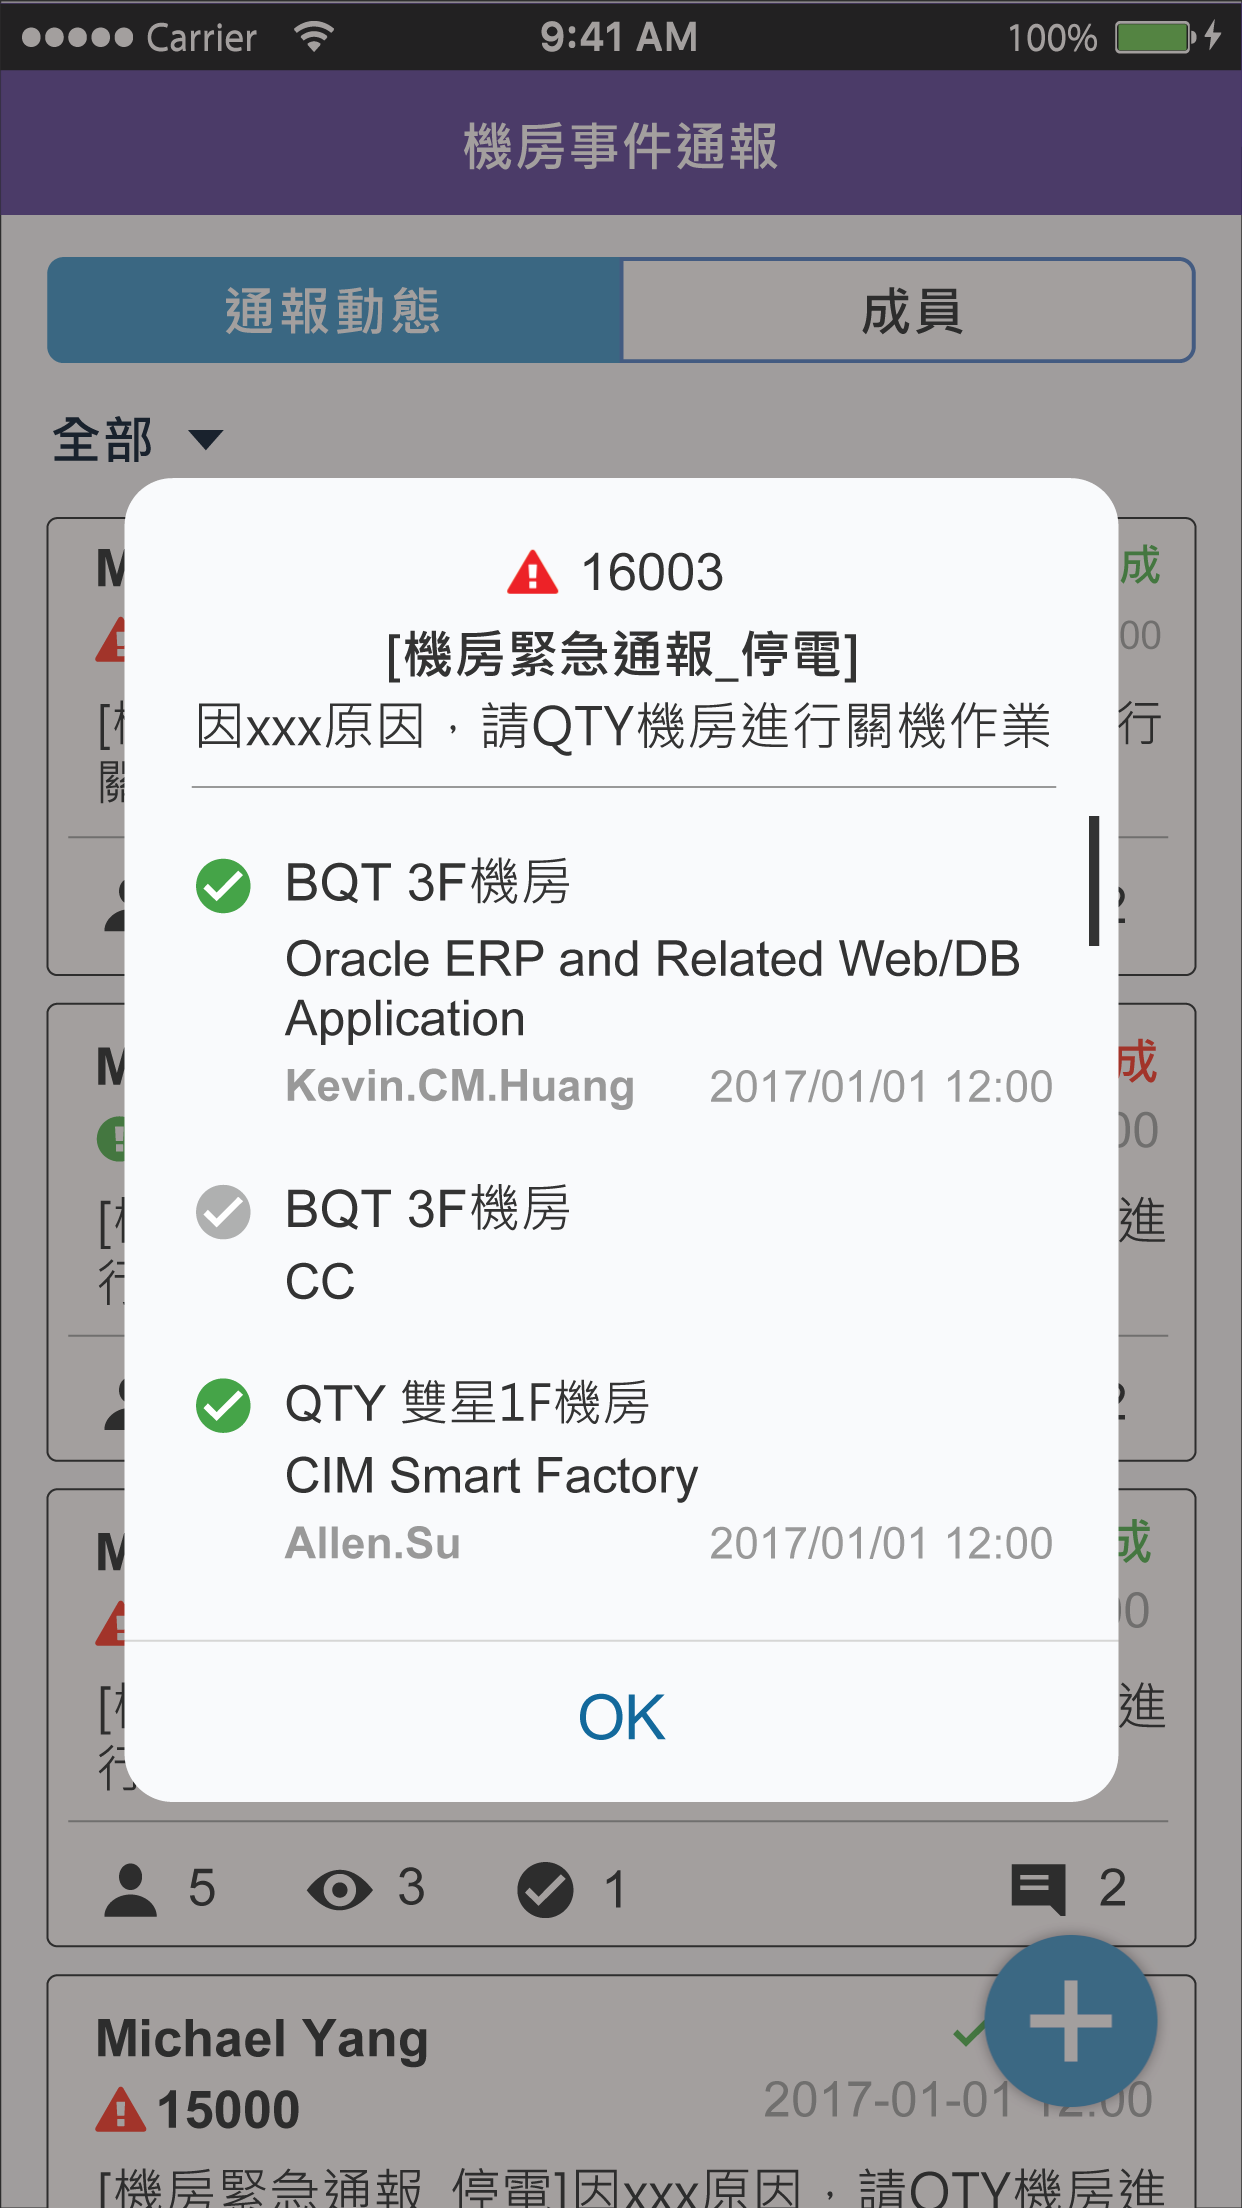 Carrier 9:41 AM 100%
機房事件通報
通報動態 成員
全部
16003
[機房緊急通報_停電]
因xxx原因，請QTY機房進行關機作業
BQT 3F機房
Oracle ERP and Related Web/DB
Application
Kevin.CM.Huang 2017/01/01 12:00
BQT 3F機房
CC
QTY 雙星1F機房
CIM Smart Factory
Allen.Su 2017/01/01 12:00
OK
5 3 1 2
Michael Yang
15000 2017-01-01 12:00
[機房緊急通報_停電]因xxx原因，請QTY機房進